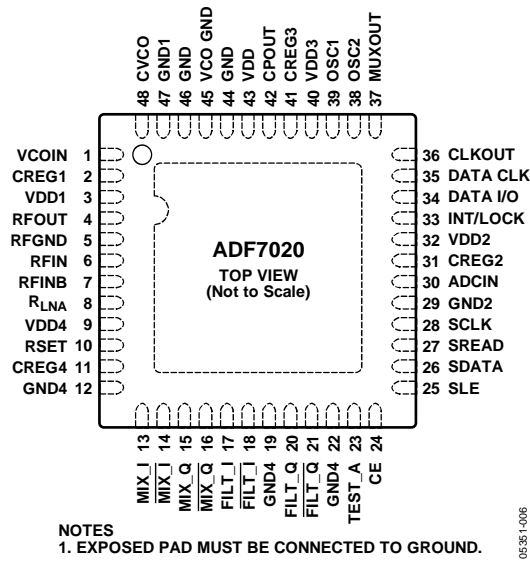 48 CVCO
47 GND1
46 GND
45 VCO GND
44 GND
43 VDD
42 CPOUT
41 CREG3
40 VDD3
39 OSC1
38 OSC2
37 MUXOUT
VCOIN 1
CREG1 2
VDD1 3
RFOUT 4
RFGND 5
RFIN 6
RFINB 7
RLNA 8
VDD4 9
RSET 10
CREG4 11
GND4 12
ADF7020
TOP VIEW
(Not to Scale)
36 CLKOUT
35 DATA CLK
34 DATA I/O
33 INT/LOCK
32 VDD2
31 CREG2
30 ADCIN
29 GND2
28 SCLK
27 SREAD
26 SDATA
25 SLE
MIX_I 13
MIX_I 14
MIX_Q 15
MIX_Q 16
FILT_I 17
FILT_I 18
GND4 19
FILT_Q 20
FILT_Q 21
GND4 22
TEST_A 23
CE 24
NOTES
1. EXPOSED PAD MUST BE CONNECTED TO GROUND.
05351-006